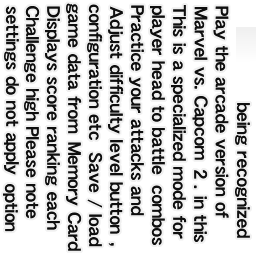 being recognized
Play the arcade version of
Marvel vs. Capcom 2 . in this
This is a specialized mode for
player head to battle combos
Practice your attacks and
Adjust difficulty level button ,
configuration etc Save / load
game data from Memory Card
Displays score ranking each
Challenge high Please note
settings do not apply option